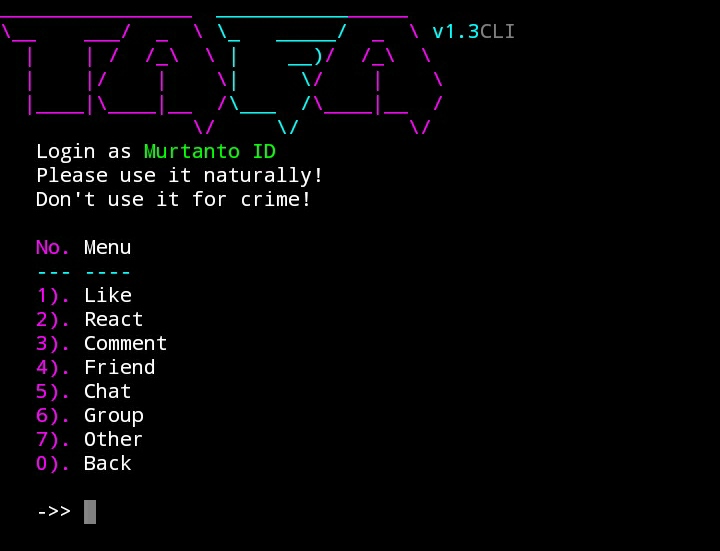 TAFA v1.3CLI
Login as Murtanto ID
Please use it naturally!
Don't use it for crime!
No. Menu
--- ----
1). Like
2). React
3). Comment
4). Friend
5). Chat
6). Group
7). Other
0). Back
->>